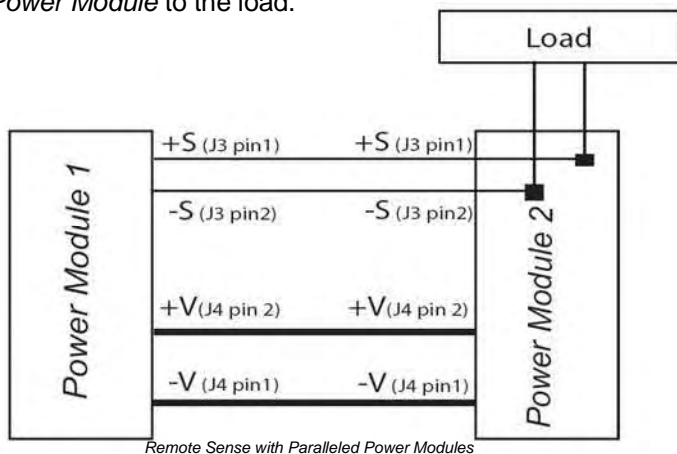 Power Module to the load.
Load
+S (J3 pin1) +S (J3 pin1)
-S (J3 pin2) -S (J3 pin2)
Power Module 1
Power Module 2
+V(J4 pin 2) +V(J4 pin 2)
-V (J4 pin1) -V (J4 pin1)
Remote Sense with Paralleled Power Modules